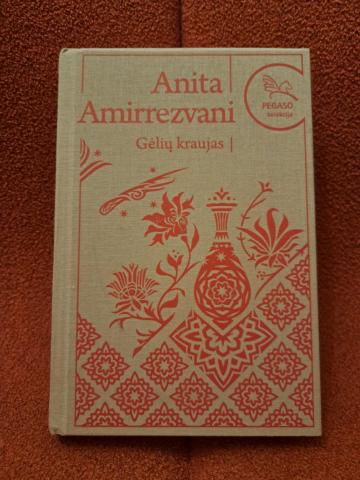 Anita
Amirrezvani
Gėlių kraujas
PEGASO
kolekcija